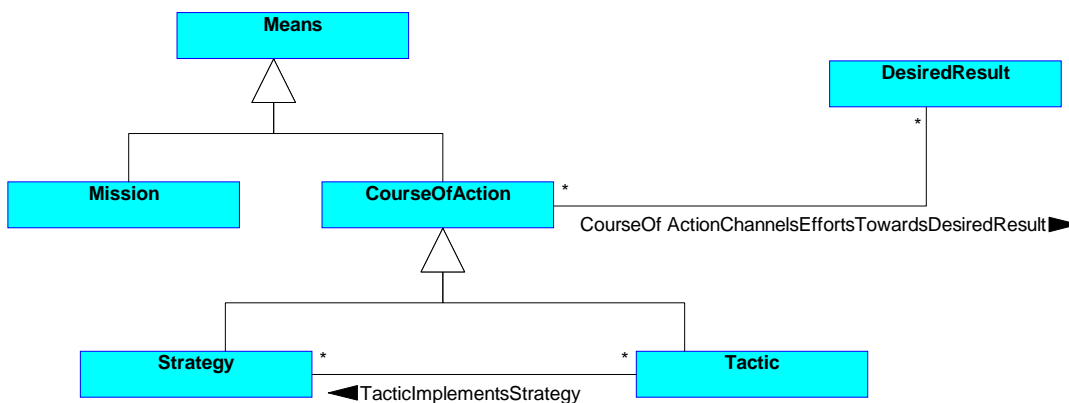 Means
DesiredResult
*
Mission
CourseOfAction
*
CourseOf ActionChannelsEffortsTowardsDesiredResult
Strategy
*
*
Tactic
TacticImplementsStrategy